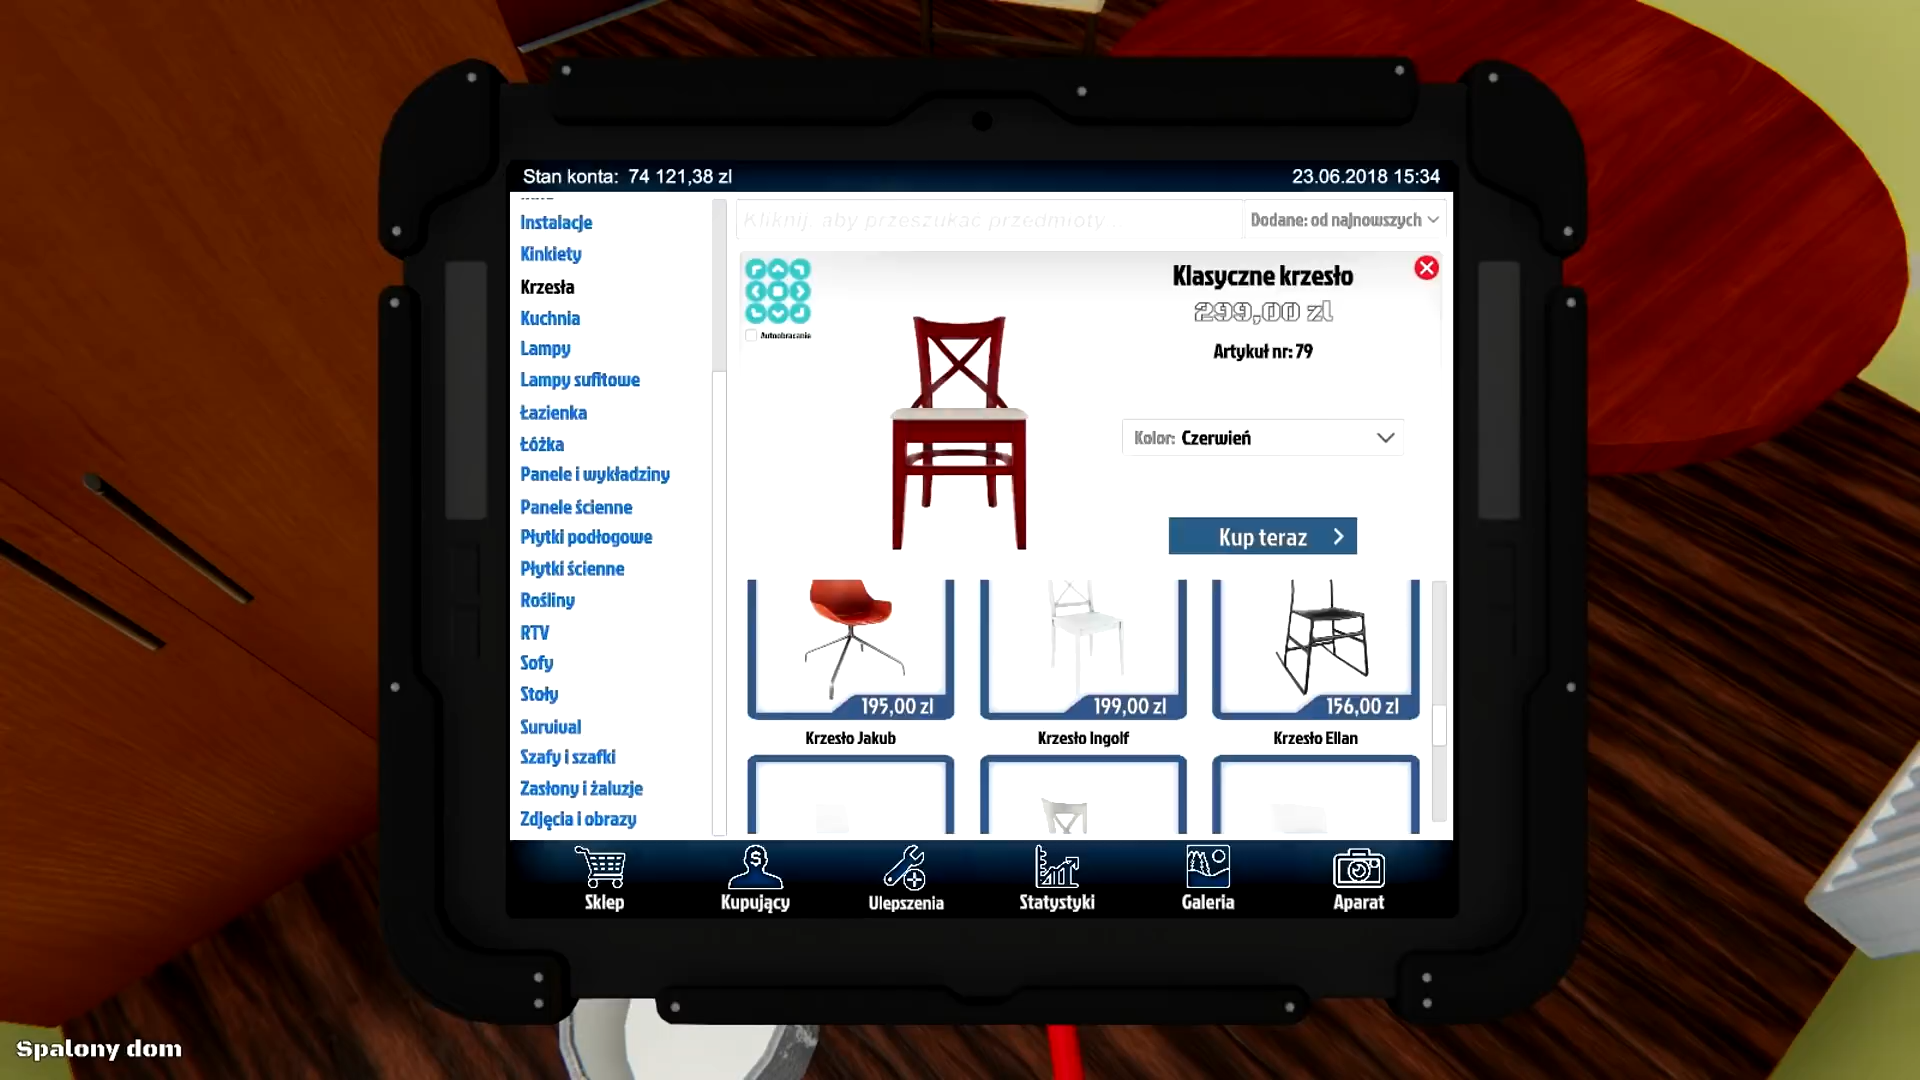 Stan konta: 74 121,38 zl
23.06.2018 15:34
Instalacje
Kinkiety
Krzesła
Kuchnia
Lampy
Lampy sufitowe
Łazienka
Łóżka
Panele i wykładziny
Panele ścienne
Płytki podłogowe
Płytki ścienne
Rośliny
RTV
Sofy
Stoły
Survival
Szafy i szafki
Zasłony i żaluzje
Zdjęcia i obrazy
Kliknij, aby przeszukac przedmioty...
Dodane: od najnowszych
Autoobracanie
Klasyczne krzesło
299,00 zl
Artykuł nr: 79
Kolor: Czerwień
Kup teraz
195,00 zl
199,00 zl
156,00 zl
Krzesło Jakub
Krzesło Ingolf
Krzesło Ellan
Sklep
Kupujący
Ulepszenia
Statystyki
Galeria
Aparat
Spalony dom